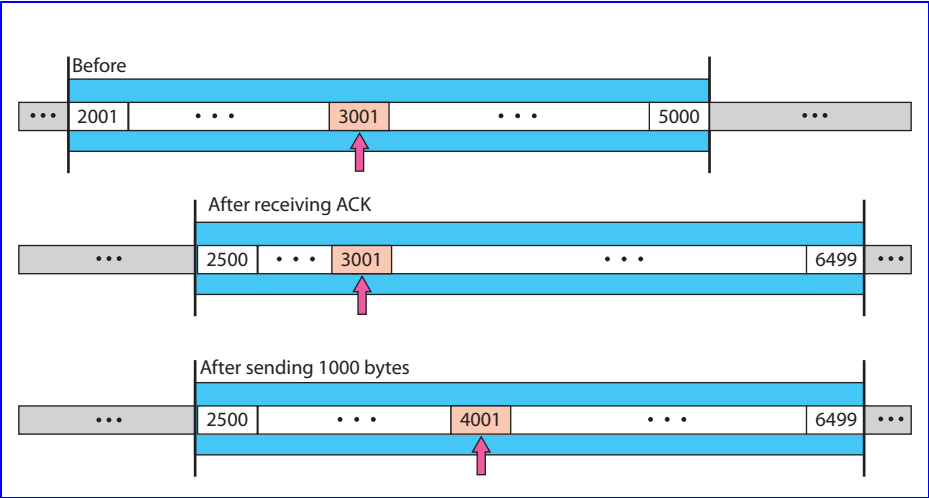 Before
••• 2001 • • • 3001 • • • 5000 •••
After receiving ACK
••• 2500 • • • 3001 • • • 6499 •••
After sending 1000 bytes
••• 2500 • • • 4001 • • • 6499 •••